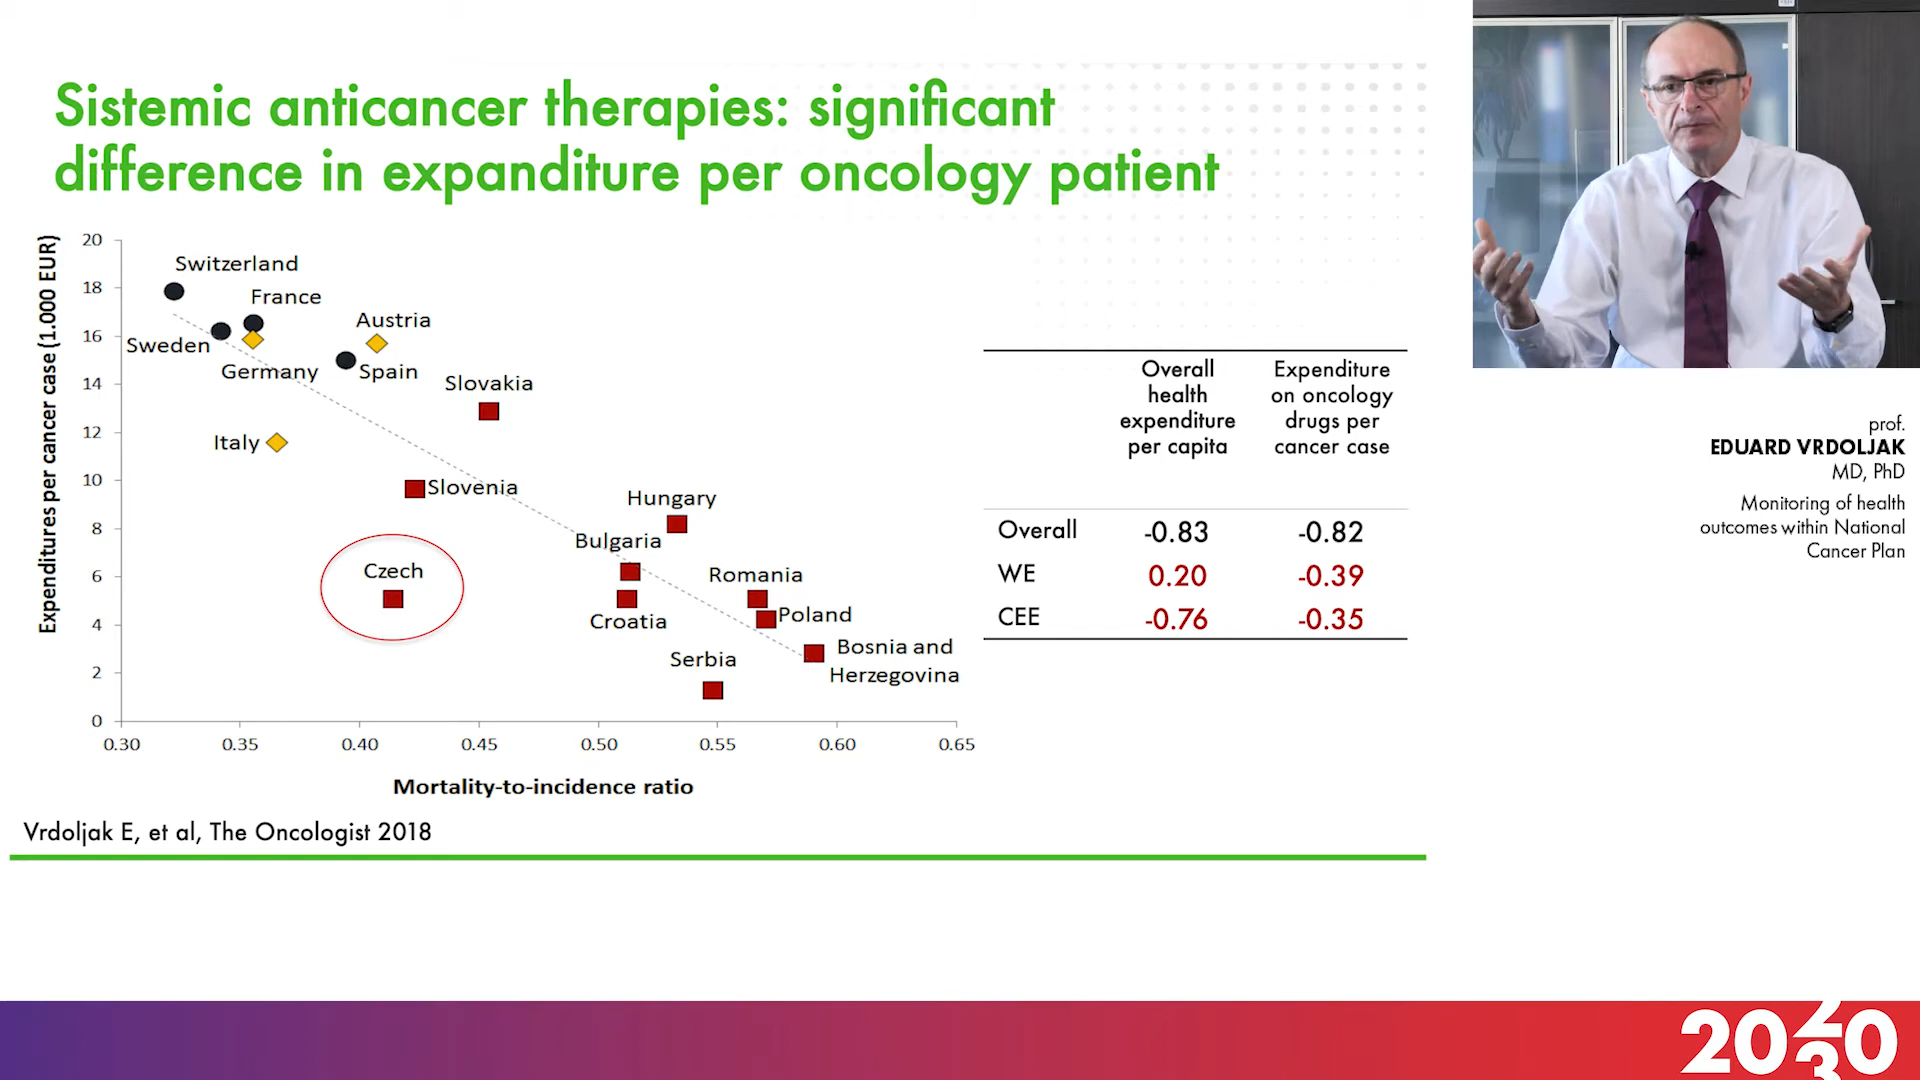 Sistemic anticancer therapies: significant
difference in expanditure per oncology patient
Expenditures per cancer case (1.000 EUR)
20
18
16
14
12
10
8
6
4
2
0
Switzerland
France
Austria
Sweden
Germany
Spain
Slovakia
Italy
Slovenia
Hungary
Bulgaria
Czech
Romania
Croatia
Poland
Bosnia and
Herzegovina
Serbia
0.30 0.35 0.40 0.45 0.50 0.55 0.60 0.65
Mortality-to-incidence ratio
Overall
health
expenditure
per capita
Expenditure
on oncology
drugs per
cancer case
Overall -0.83 -0.82
WE 0.20 -0.39
CEE -0.76 -0.35
Vrdoljak E, et al, The Oncologist 2018
prof.
EDUARD VRDOLJAK
MD, PhD
Monitoring of health
outcomes within National
Cancer Plan
2020
3